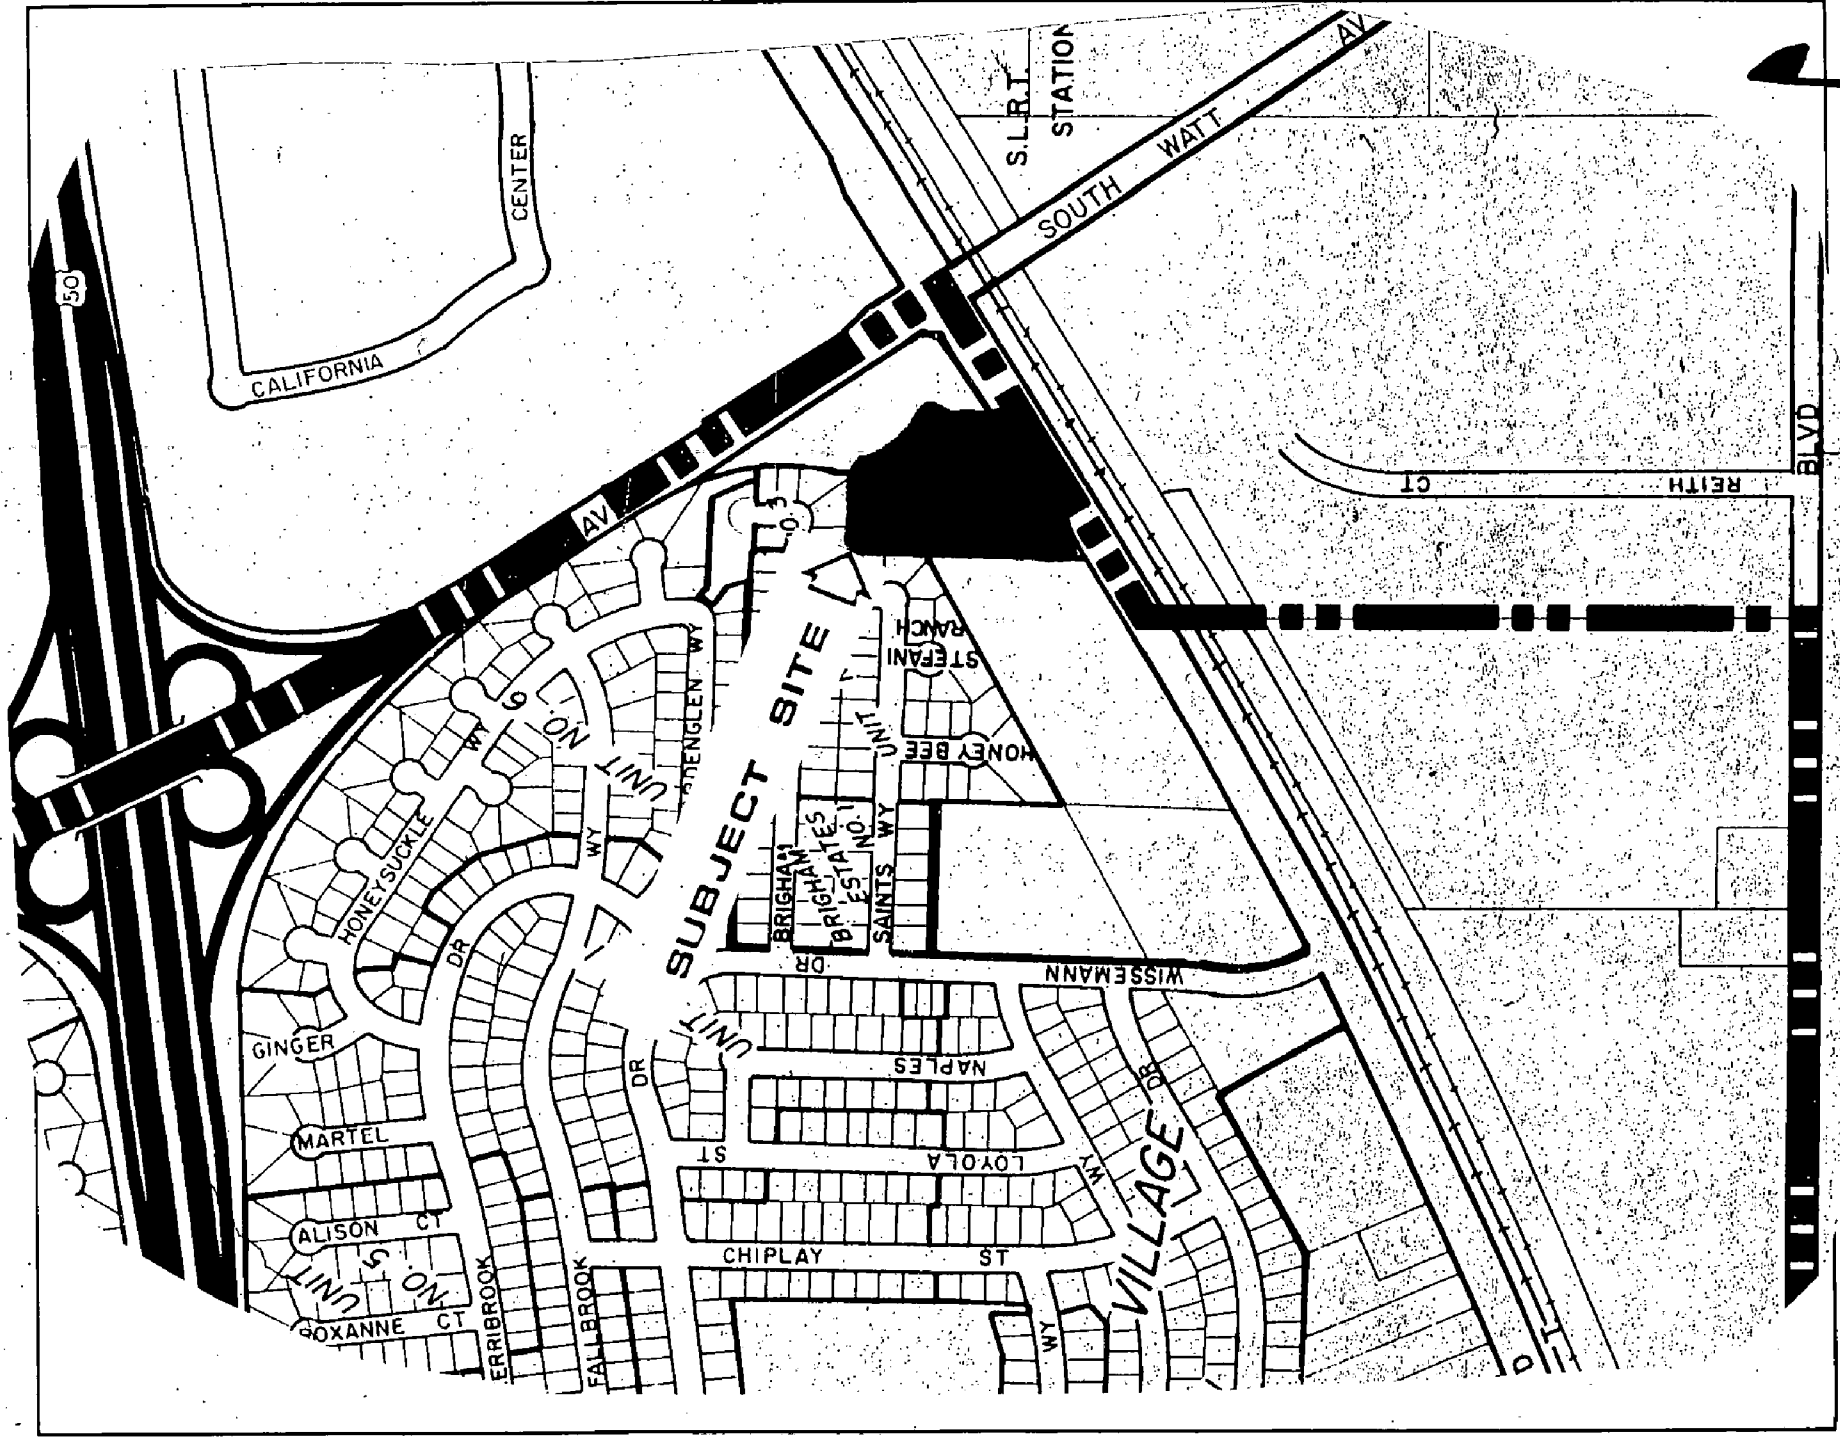 50
CENTER
CALIFORNIA
S.L.R.T.
STATION
AV
WATT
SOUTH
AV
BLVD
CT
REITH
NO. 3
RANCH
STEFANI
UNIT
HONEY BEE
WY
NO. 6
UNIT
WY
WY
HONEYSUCKLE
DR
SUBJECT SITE
BRIGHAM
BRIGHAM
ESTATES
NO. 1
SAINTS WY
DR
WISSEMANN
GINGER
DR
UNIT
NAPLES
DR
MARTEL
ST
LOYOLA
WY
VILLAGE
ALISON CT
UNIT
NO. 5
CHIPLAY ST
ROXANNE CT
FALLBROOK
WY